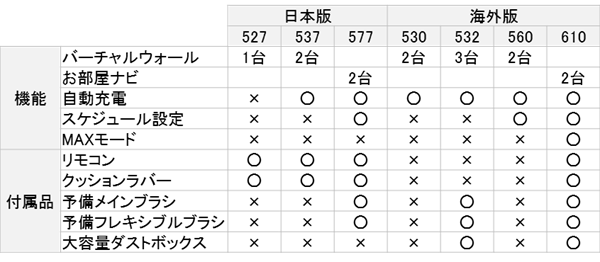 日本版 海外版
527 537 577 530 532 560 610
機能
バーチャルウォール 1台 2台 2台 3台 2台
お部屋ナビ 2台 2台
自動充電 × 〇 〇 〇 〇 〇 〇
スケジュール設定 × × 〇 × × 〇 〇
MAXモード × × × × × × 〇
付属品
リモコン 〇 〇 〇 × × × 〇
クッションラバー 〇 〇 〇 × × × 〇
予備メインブラシ × × 〇 × 〇 × 〇
予備フレキシブルブラシ × × 〇 × 〇 × 〇
大容量ダストボックス × × × × 〇 × 〇